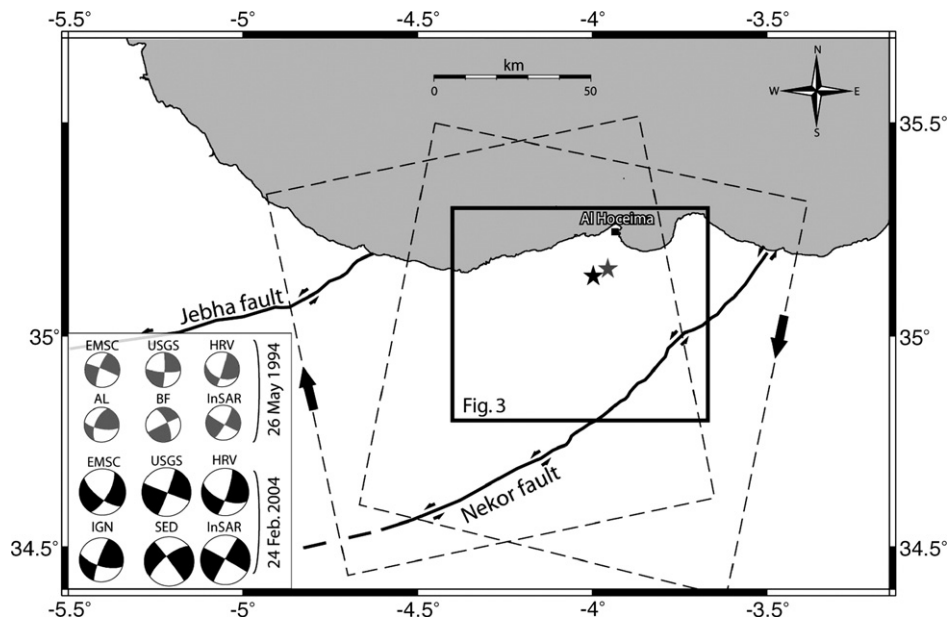 -5.5° -5° -4.5° -4° -3.5°
km
0 50
N
W E
S
35.5°
35.5°
Al Hoceima
Jebha fault
35°
35°
Fig. 3
Nekor fault
EMSC USGS HRV
AL BF InSAR
26 May 1994
EMSC USGS HRV
IGN SED InSAR
24 Feb. 2004
34.5°
34.5°
-5.5° -5° -4.5° -4° -3.5°